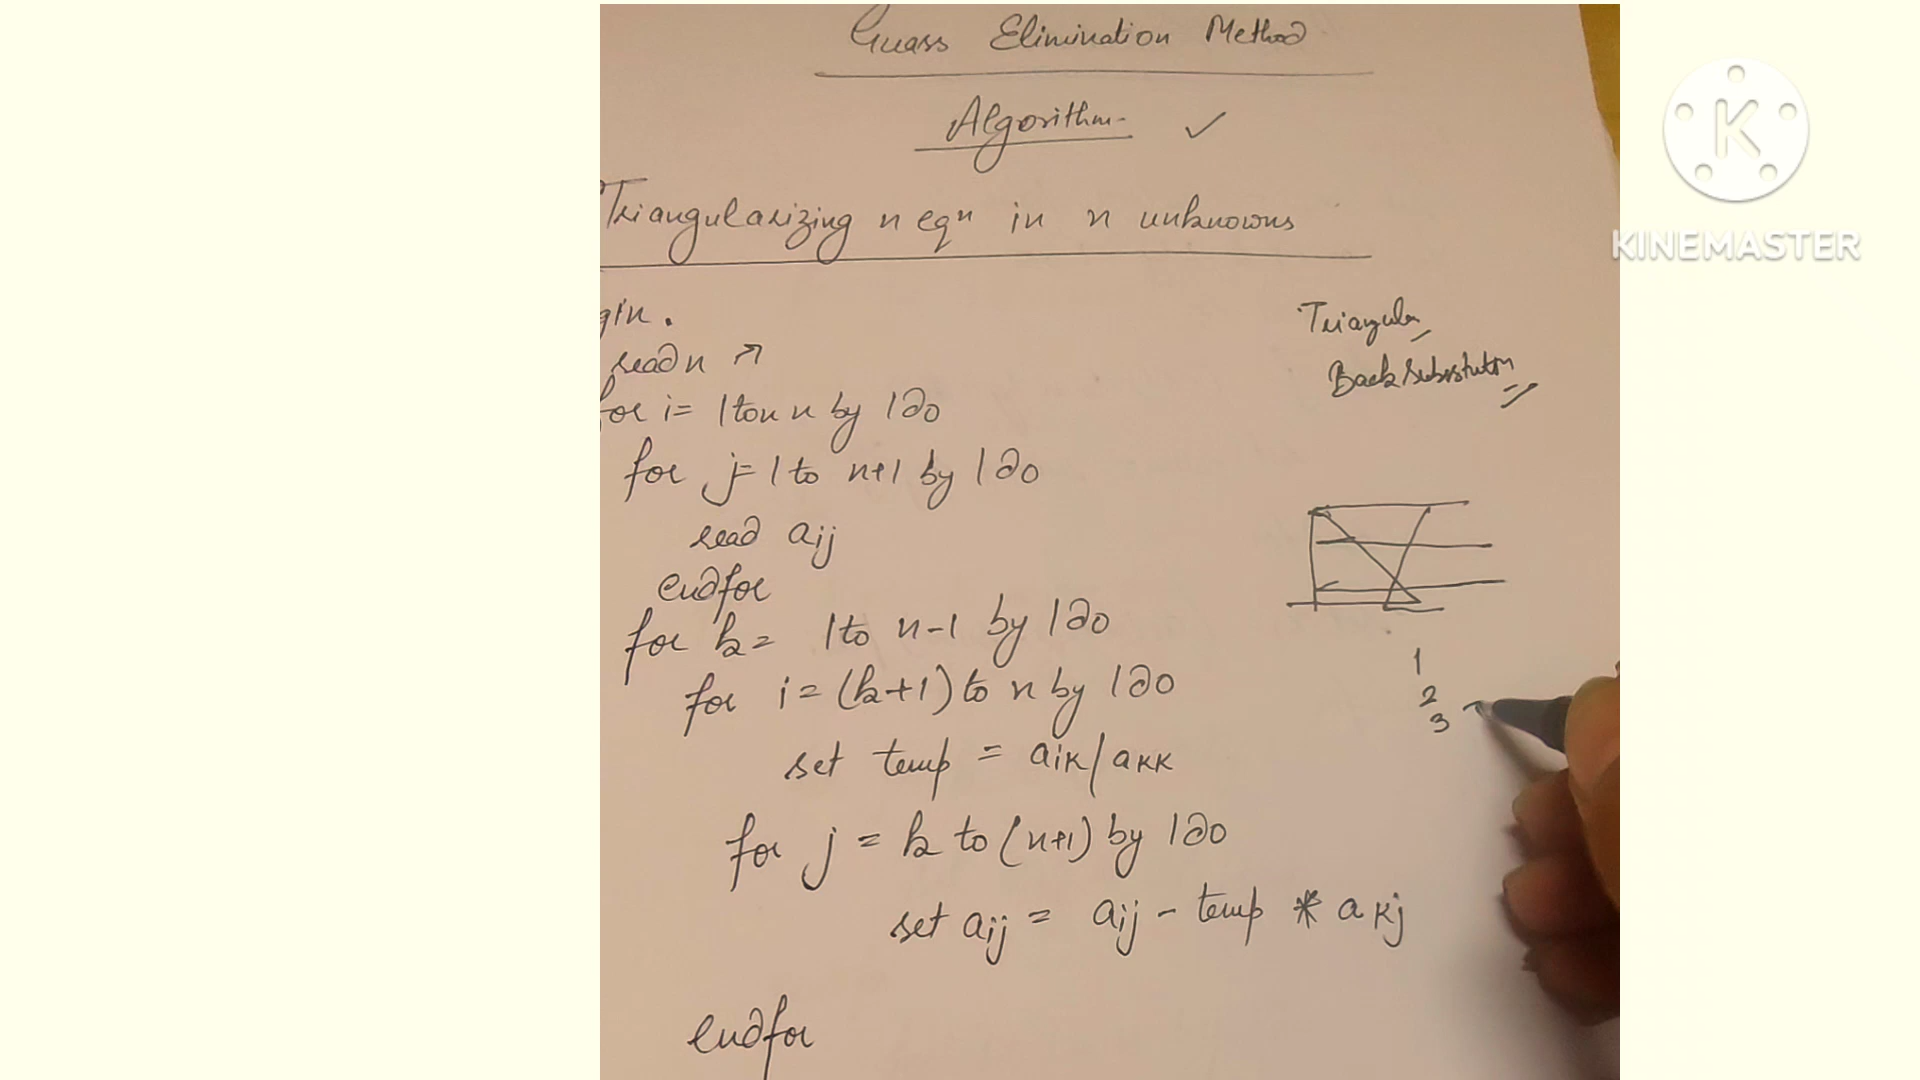 Guass Elimination Method
Algorithm-
Triangularizing n eqn in n unknowns
gin.
read n
for i= 1 to n by 1 do
for j= 1 to n+1 by 1 do
read aij
endfor
for k= 1 to n-1 by 1 do
for i=(k+1) to n by 1 do
set temp = aik/akk
for j = k to (n+1) by 1 do
set aij = aij - temp * akj
endfor
Triangular
Back Substutn
1
2
3
K
KINEMASTER